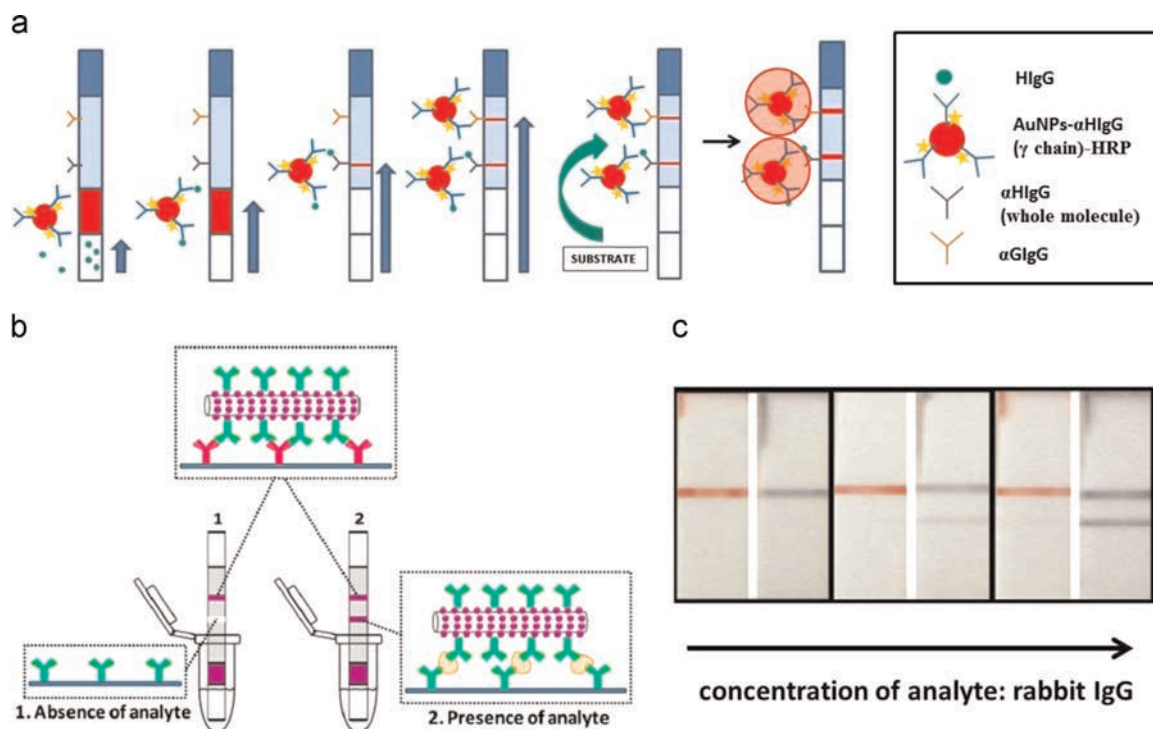 a
SUBSTRATE
HIgG
AuNPs-αHIgG
(γ chain)-HRP
αHIgG
(whole molecule)
αGIgG
b
1
2
1. Absence of analyte
2. Presence of analyte
c
concentration of analyte: rabbit IgG